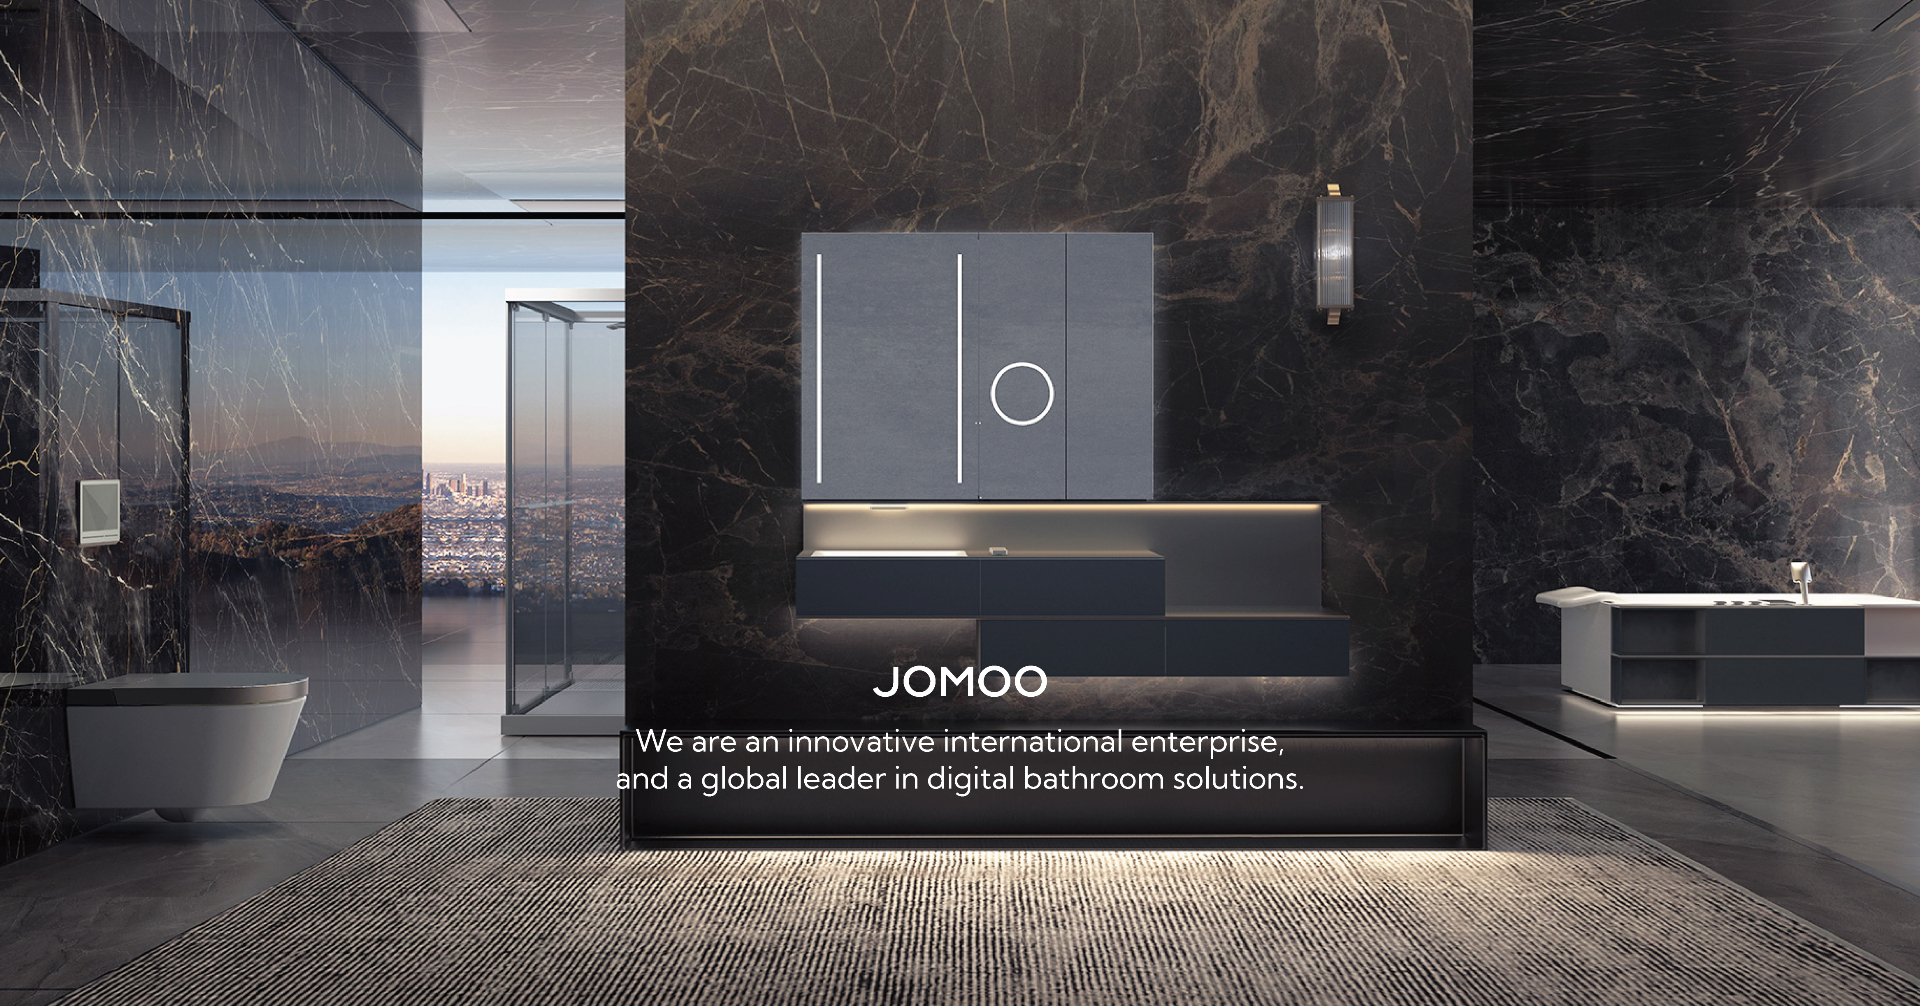 JOMOO
We are an innovative international enterprise,
and a global leader in digital bathroom solutions.